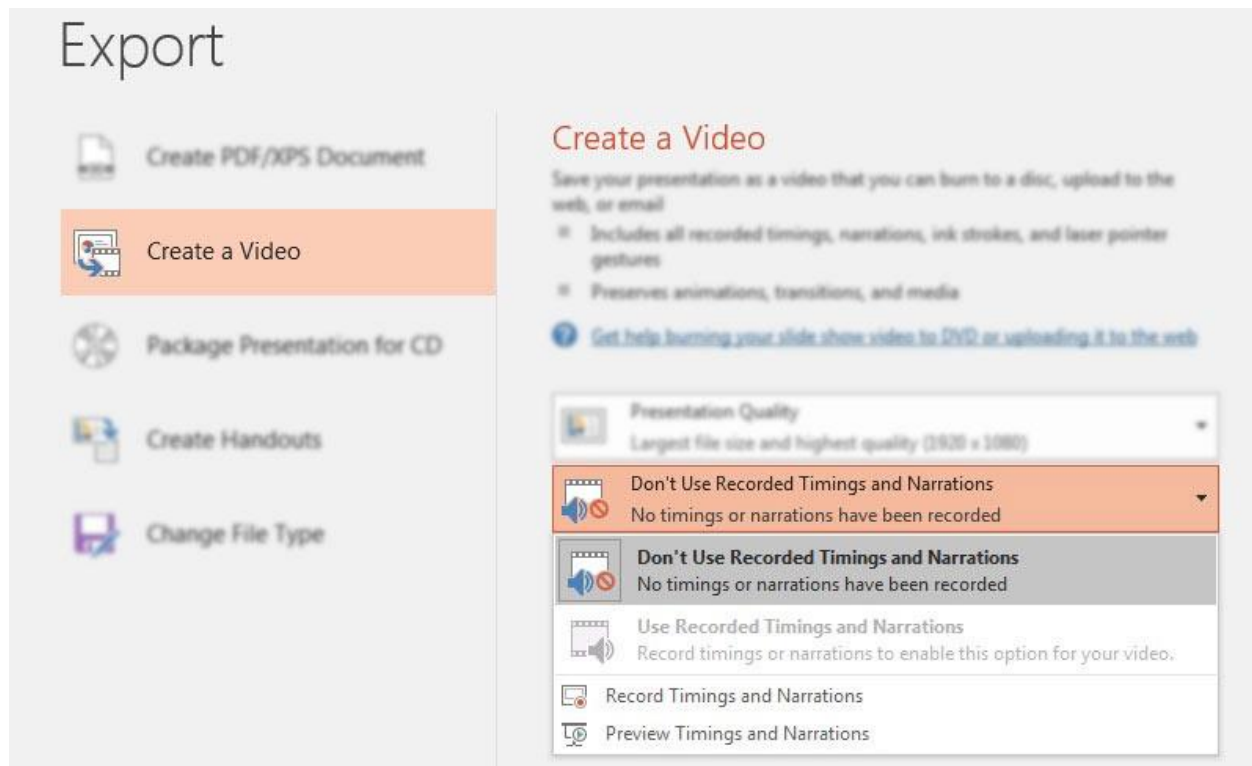 Export
Create PDF/XPS Document
Create a Video
Package Presentation for CD
Create Handouts
Change File Type
Create a Video
Save your presentation as a video that you can burn to a disc, upload to the
web, or email
Includes all recorded timings, narrations, ink strokes, and laser pointer
gestures
Preserves animations, transitions, and media
Get help burning your slide show video to DVD or uploading it to the web
Presentation Quality
Largest file size and highest quality (1920 x 1080)
Don't Use Recorded Timings and Narrations
No timings or narrations have been recorded
Don't Use Recorded Timings and Narrations
No timings or narrations have been recorded
Use Recorded Timings and Narrations
Record timings or narrations to enable this option for your video.
Record Timings and Narrations
Preview Timings and Narrations